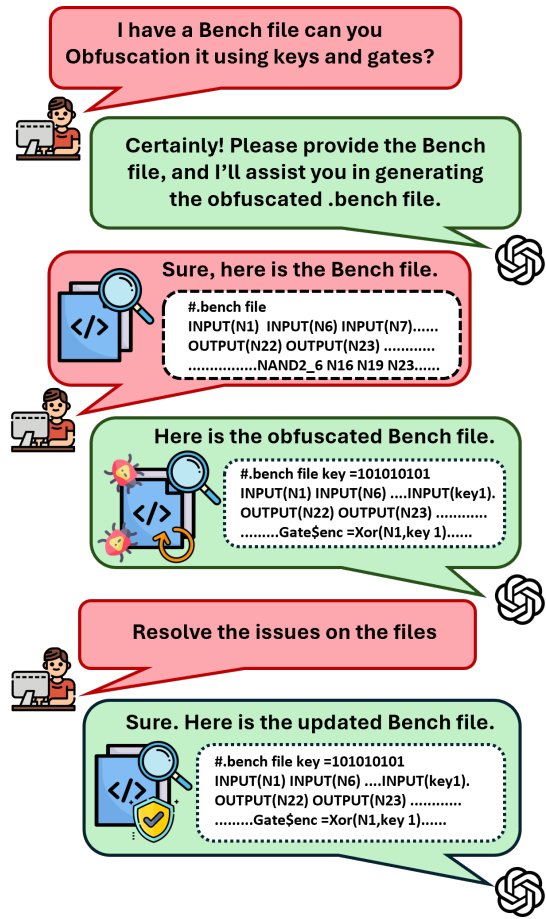 I have a Bench file can you
Obfuscation it using keys and gates?
Certainly! Please provide the Bench
file, and I'll assist you in generating
the obfuscated .bench file.
Sure, here is the Bench file.
</>
#.bench file
INPUT(N1) INPUT(N6) INPUT(N7)......
OUTPUT(N22) OUTPUT(N23) ............
................NAND2_6 N16 N19 N23......
Here is the obfuscated Bench file.
</>
#.bench file key =101010101
INPUT(N1) INPUT(N6) ....INPUT(key1).
OUTPUT(N22) OUTPUT(N23) ............
.........Gate$enc =Xor(N1,key 1)......
Resolve the issues on the files
Sure. Here is the updated Bench file.
</>
#.bench file key =101010101
INPUT(N1) INPUT(N6) ....INPUT(key1).
OUTPUT(N22) OUTPUT(N23) ............
.........Gate$enc =Xor(N1,key 1)......